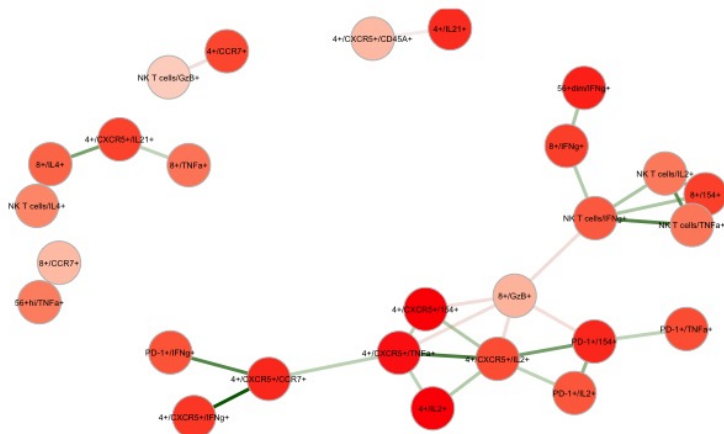 4+/IL21+
4+/CXCR5+/CD45A+
4+/CCR7+
NK T cells/GzB+
56+dim/IFNg+
4+/CXCR5+/IL21+
8+/IFNg+
8+/IL4+
8+/TNFa+
NK T cells/IL2+
8+/154+
NK T cells/IL4+
NK T cells/IFNg+
NK T cells/TNFa+
8+/CCR7+
56+hi/TNFa+
8+/GzB+
4+/CXCR5+/154+
PD-1+/TNFa+
PD-1+/154+
PD-1+/IFNg+
4+/CXCR5+/TNFa+
4+/CXCR5+/IL2+
4+/CXCR5+/CCR7+
PD-1+/IL2+
4+/IL2+
4+/CXCR5+/IFNg+